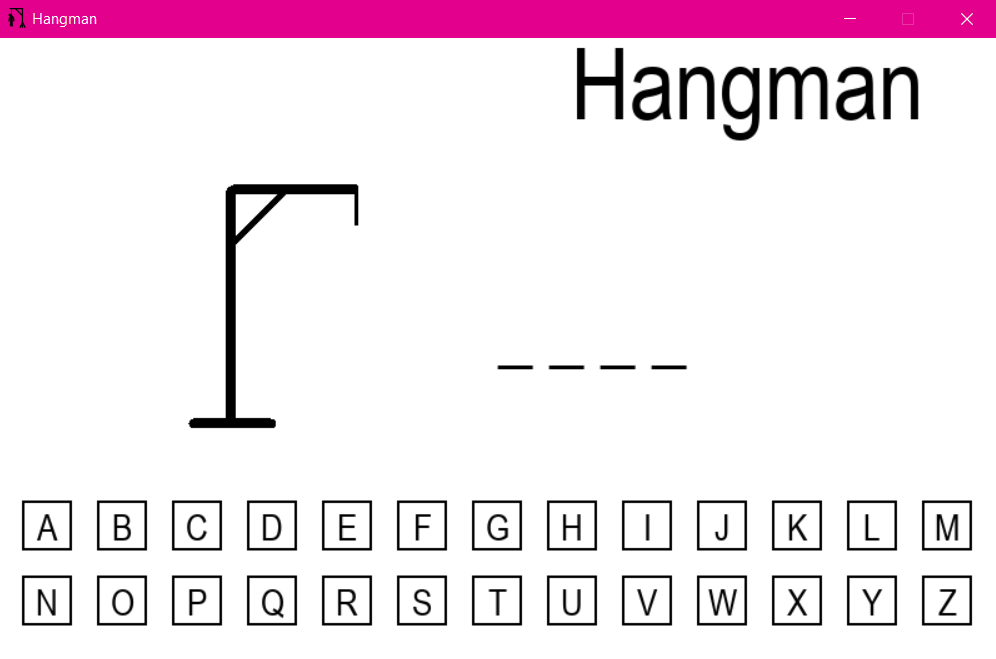 Hangman
Hangman
_ _ _ _
A B C D E F G H I J K L M
N O P Q R S T U V W X Y Z